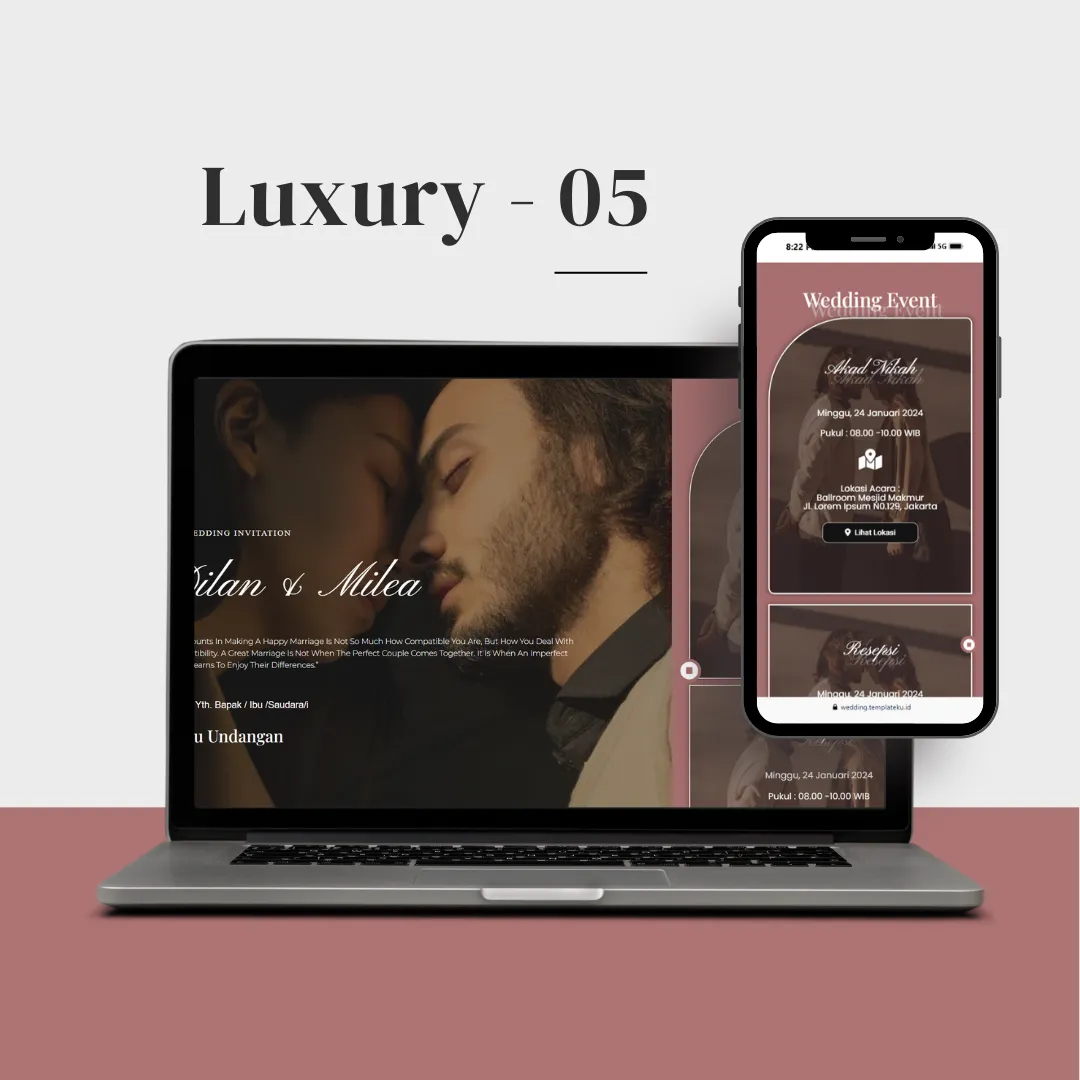 Luxury - 05
EDDING INVITATION
Dilan & Milea
ounts In Making A Happy Marriage Is Not So Much How Compatible You Are, But How You Deal With
tibility. A Great Marriage Is Not When The Perfect Couple Comes Together. It Is When An Imperfect
earns To Enjoy Their Differences."
Yth. Bapak / Ibu /Saudara/i
u Undangan
Minggu, 24 Januari 2024
Pukul : 08.00 -10.00 WIB
8:22
5G
Wedding Event
Akad Nikah
Minggu, 24 Januari 2024
Pukul : 08.00 -10.00 WIB
Lokasi Acara :
Ballroom Mesjid Makmur
Jl. Lorem Ipsum N0.129, Jakarta
Lihat Lokasi
Resepsi
Minggu, 24 Januari 2024
wedding.templateku.id